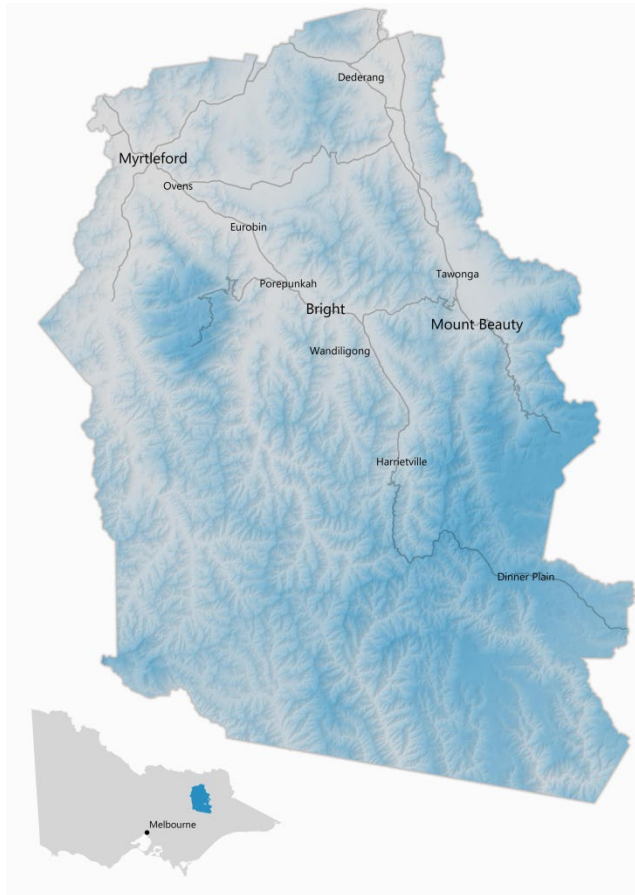 Dederang
Myrtleford
Ovens
Eurobin
Tawonga
Porepunkah
Bright
Mount Beauty
Wandiligong
Harrietville
Dinner Plain
Melbourne